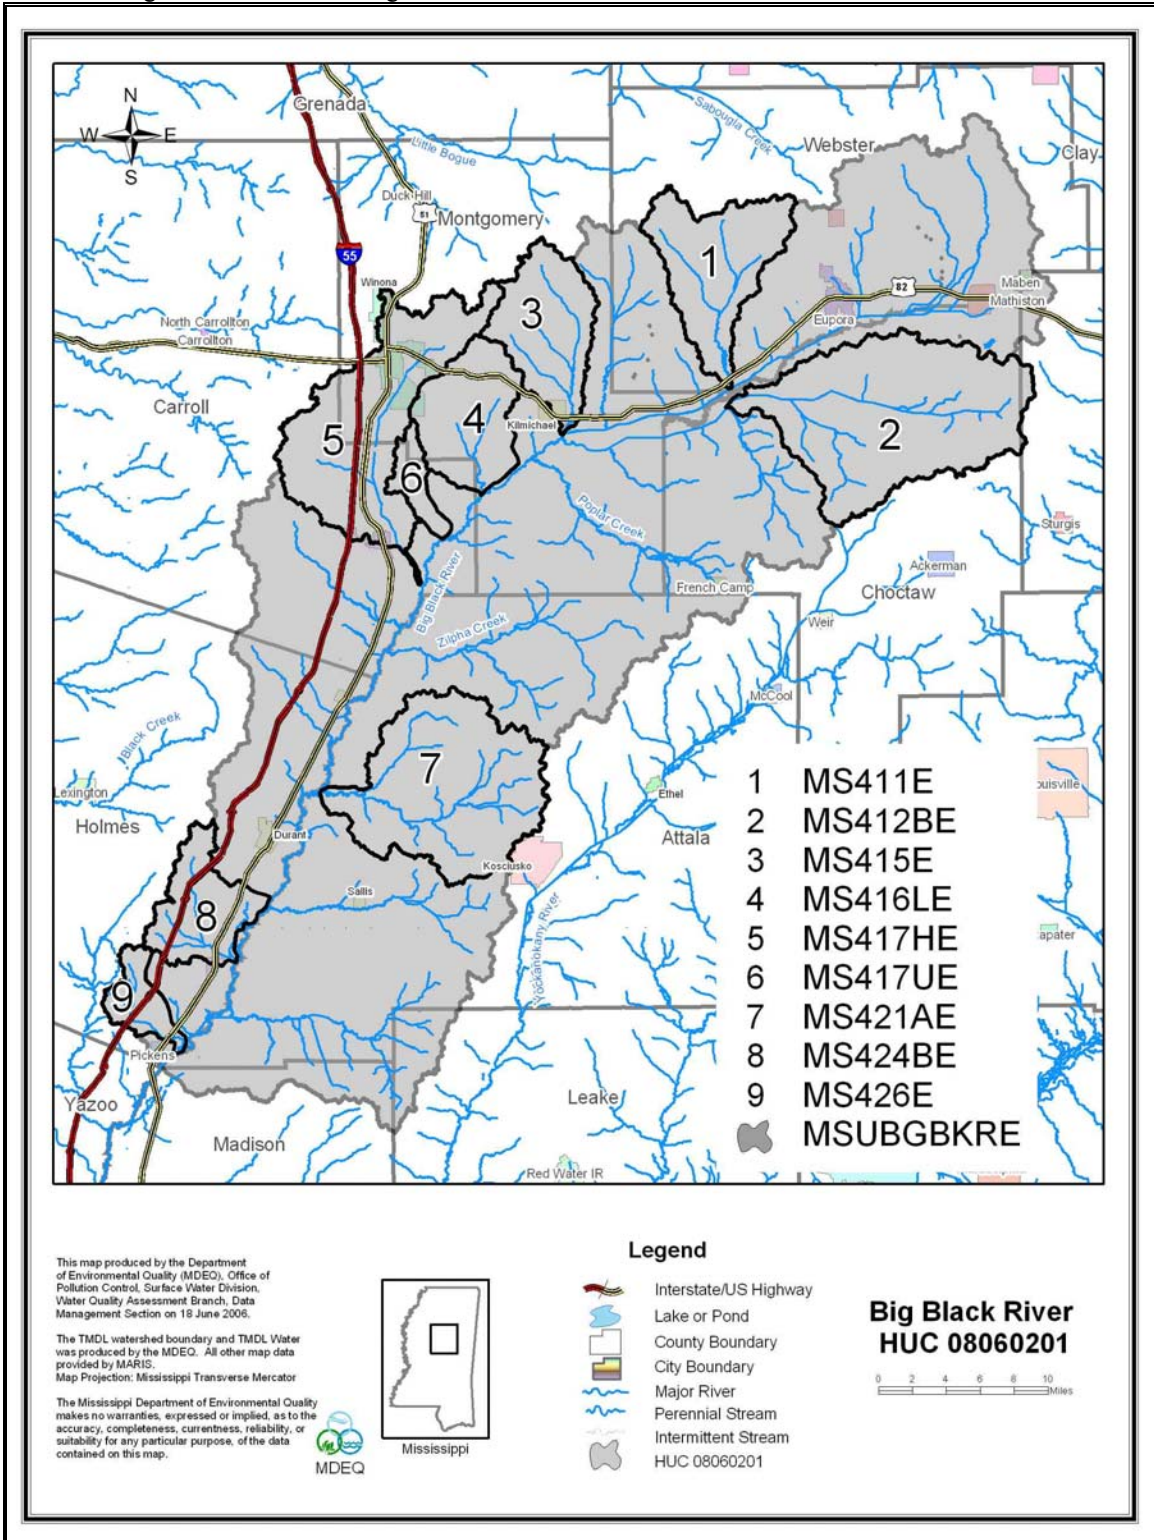 N
W E
S
Grenada
Little Bogue
Sabougla Creek
Webster
Clay
Duck Hill
51
Montgomery
55
Winona
1
82
Maben
Mathiston
Eupora
North Carrollton
Carrollton
3
Carroll
4
Kilmichael
5
2
6
Poplar Creek
Sturgis
Ackerman
French Camp
Choctaw
Big Black River
Zilpha Creek
Weir
McCool
Black Creek
7
Lexington
Holmes
Ethel
ouisville
Durant
Attala
Kosciusko
Sallis
8
Yockanokany River
apater
9
Pickens
Yazoo
Leake
Madison
Red Water IR
1 MS411E
2 MS412BE
3 MS415E
4 MS416LE
5 MS417HE
6 MS417UE
7 MS421AE
8 MS424BE
9 MS426E
MSUBGBKRE
This map produced by the Department
of Environmental Quality (MDEQ), Office of
Pollution Control, Surface Water Division,
Water Quality Assessment Branch, Data
Management Section on 18 June 2006.
The TMDL watershed boundary and TMDL Water
was produced by the MDEQ. All other map data
provided by MARIS.
Map Projection: Mississippi Transverse Mercator
The Mississippi Department of Environmental Quality
makes no warranties, expressed or implied, as to the
accuracy, completeness, currentness, reliability, or
suitability for any particular purpose, of the data
contained on this map.
MDEQ
Mississippi
Legend
Interstate/US Highway
Lake or Pond
County Boundary
City Boundary
Major River
Perennial Stream
Intermittent Stream
HUC 08060201
Big Black River
HUC 08060201
0 2 4 6 8 10
Miles